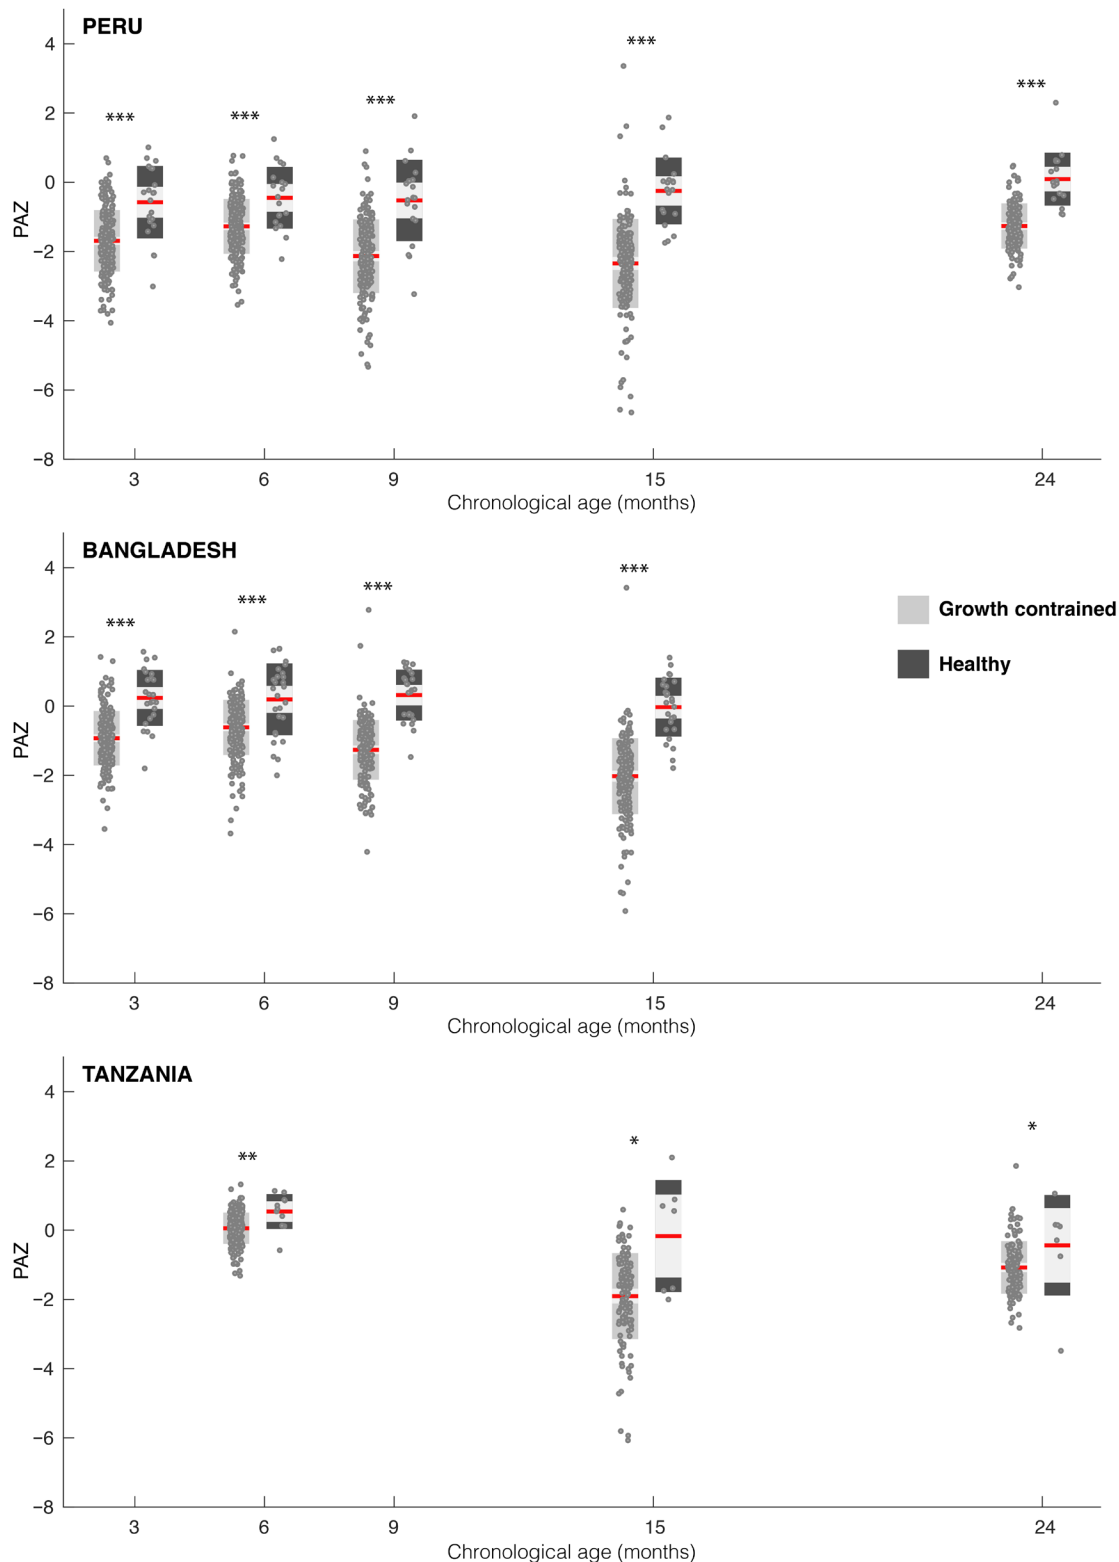 PERU
***
***
***
***
***
4
2
0
−2
−4
−6
−8
PAZ
3 6 9 15 24
Chronological age (months)
BANGLADESH
***
***
***
***
4
2
0
−2
−4
−6
−8
PAZ
Growth contrained
Healthy
3 6 9 15
24
Chronological age (months)
TANZANIA
**
*
*
4
2
0
−2
−4
−6
−8
PAZ
3 6 9 15 24
Chronological age (months)